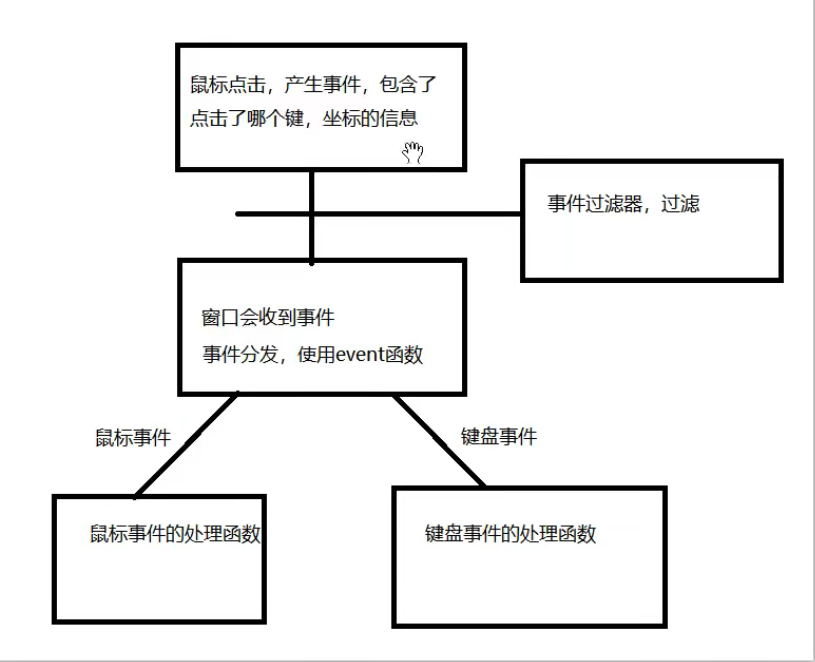 鼠标点击，产生事件，包含了
点击了哪个键，坐标的信息
事件过滤器，过滤
窗口会收到事件
事件分发，使用event函数
鼠标事件
键盘事件
鼠标事件的处理函数
键盘事件的处理函数